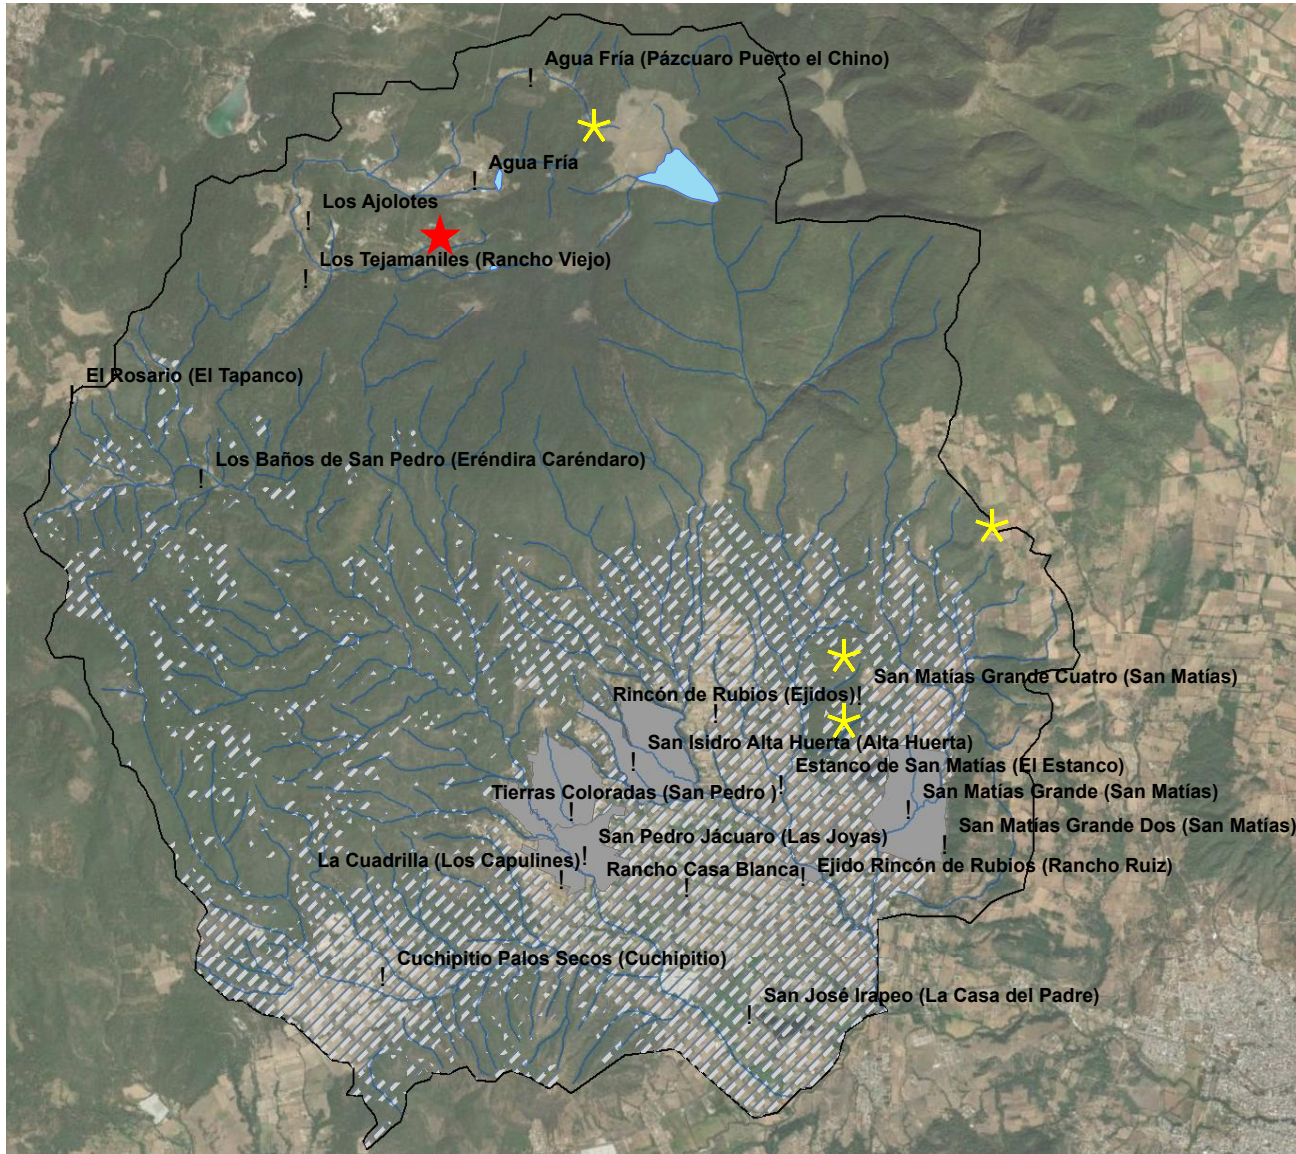 Agua Fría (Pázcuaro Puerto el Chino)
Agua Fría
Los Ajolotes
Los Tejamaniles (Rancho Viejo)
El Rosario (El Tapanco)
Los Baños de San Pedro (Eréndira Caréndaro)
San Matías Grande Cuatro (San Matías)
Rincón de Rubios (Ejidos)
San Isidro Alta Huerta (Alta Huerta)
Estanco de San Matías (El Estanco)
Tierras Coloradas (San Pedro )
San Matías Grande (San Matías)
San Matías Grande Dos (San Matías)
San Pedro Jácuaro (Las Joyas)
La Cuadrilla (Los Capulines)
Rancho Casa Blanca
Ejido Rincón de Rubios (Rancho Ruiz)
Cuchipitio Palos Secos (Cuchipitio)
San José Irapeo (La Casa del Padre)